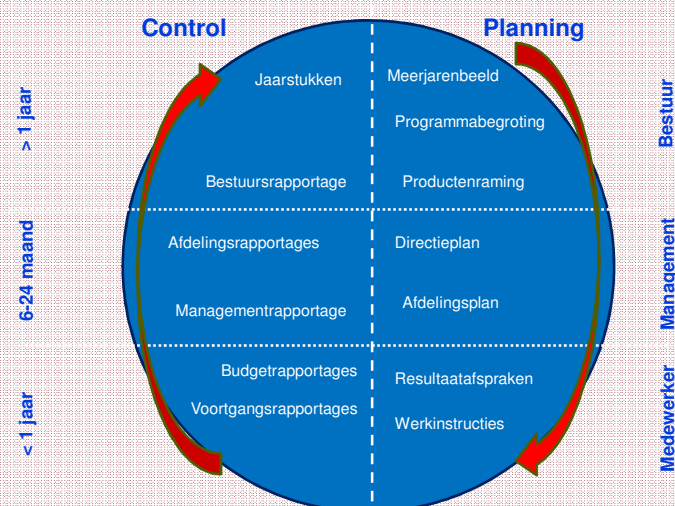 Control
Planning
> 1 jaar
6-24 maand
< 1 jaar
Jaarstukken
Bestuursrapportage
Afdelingsrapportages
Managementrapportage
Budgetrapportages
Voortgangsrapportages
Meerjarenbeeld
Programmabegroting
Productenraming
Directieplan
Afdelingsplan
Resultaatafspraken
Werkinstructies
Bestuur
Management
Medewerker